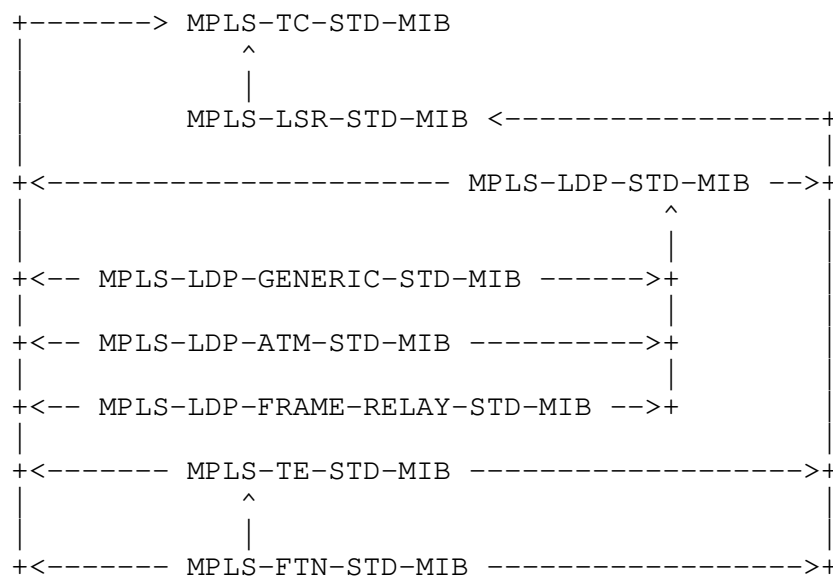 +-------> MPLS-TC-STD-MIB
MPLS-LSR-STD-MIB <-----------------+
+<----------------------- MPLS-LDP-STD-MIB -->+
+<-- MPLS-LDP-GENERIC-STD-MIB ------>+
+<-- MPLS-LDP-ATM-STD-MIB ---------->+
+<-- MPLS-LDP-FRAME-RELAY-STD-MIB -->+
+<------- MPLS-TE-STD-MIB ------------------>+
+<------- MPLS-FTN-STD-MIB ----------------->+